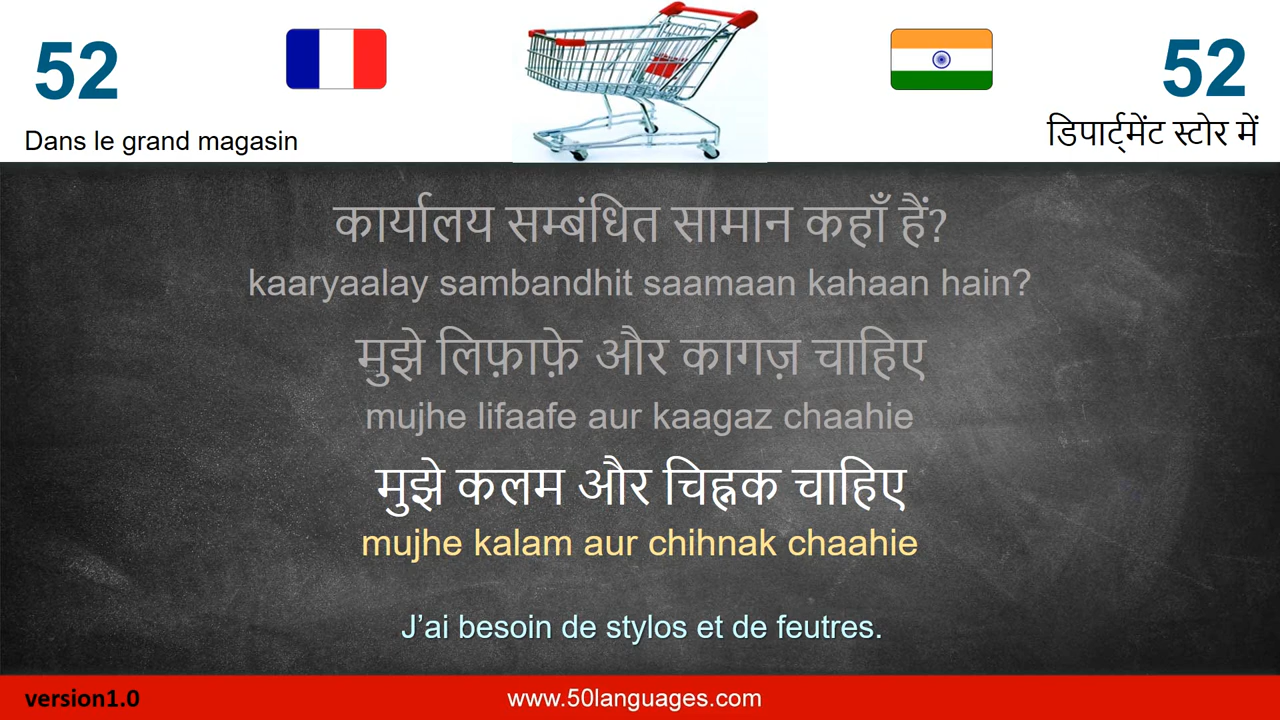 52
52
Dans le grand magasin
डिपार्ट्मेंट स्टोर में
कार्यालय सम्बंधित सामान कहाँ हैं?
kaaryaalay sambandhit saamaan kahaan hain?
मुझे लिफ़ाफ़े और कागज़ चाहिए
mujhe lifaafe aur kaagaz chaahie
मुझे कलम और चिह्नक चाहिए
mujhe kalam aur chihnak chaahie
J’ai besoin de stylos et de feutres.
version1.0
www.50languages.com